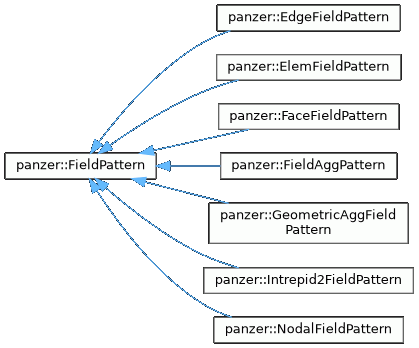 panzer::EdgeFieldPattern
panzer::ElemFieldPattern
panzer::FaceFieldPattern
panzer::FieldPattern
panzer::FieldAggPattern
panzer::GeometricAggField
Pattern
panzer::Intrepid2FieldPattern
panzer::NodalFieldPattern